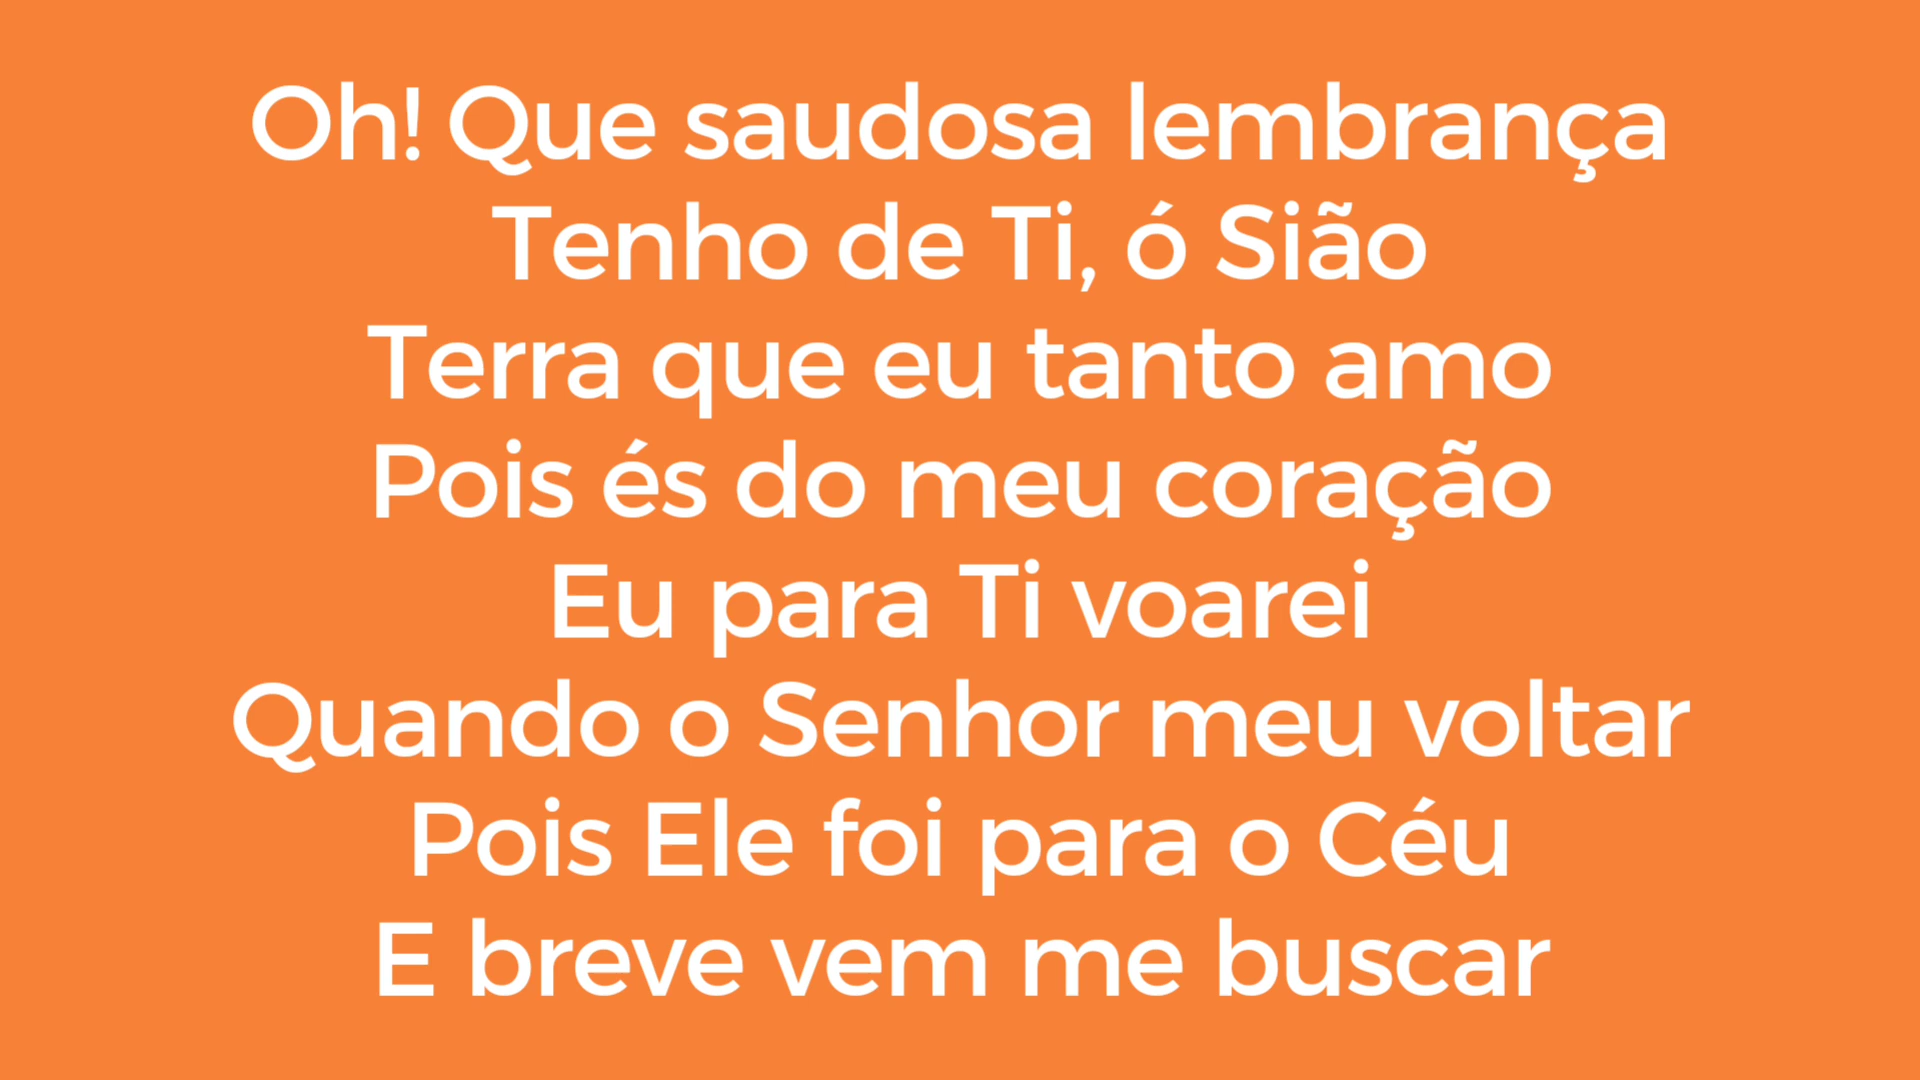 Oh! Que saudosa lembrança
Tenho de Ti, ó Sião
Terra que eu tanto amo
Pois és do meu coração
Eu para Ti voarei
Quando o Senhor meu voltar
Pois Ele foi para o Céu
E breve vem me buscar